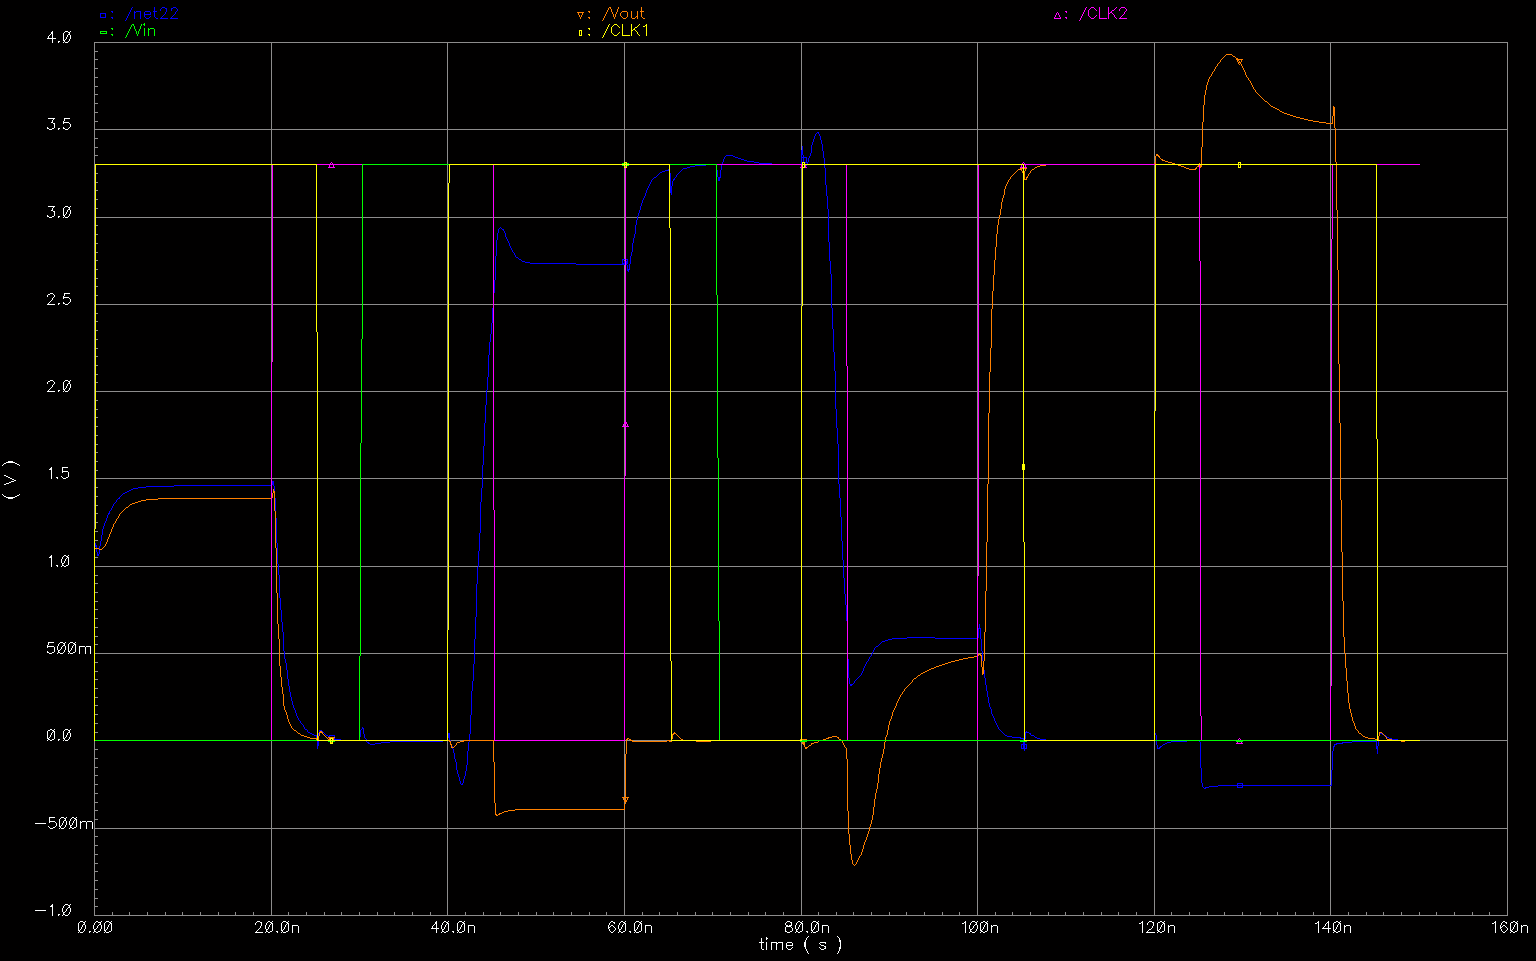 ▫: /net22
▿: /Vout
▵: /CLK2
▭: /Vin
▯: /CLK1
4.0
3.5
3.0
2.5
2.0
1.5
1.0
500m
0.0
−500m
−1.0
( V )
0.00 20.0n 40.0n 60.0n 80.0n 100n 120n 140n 160n
time ( s )